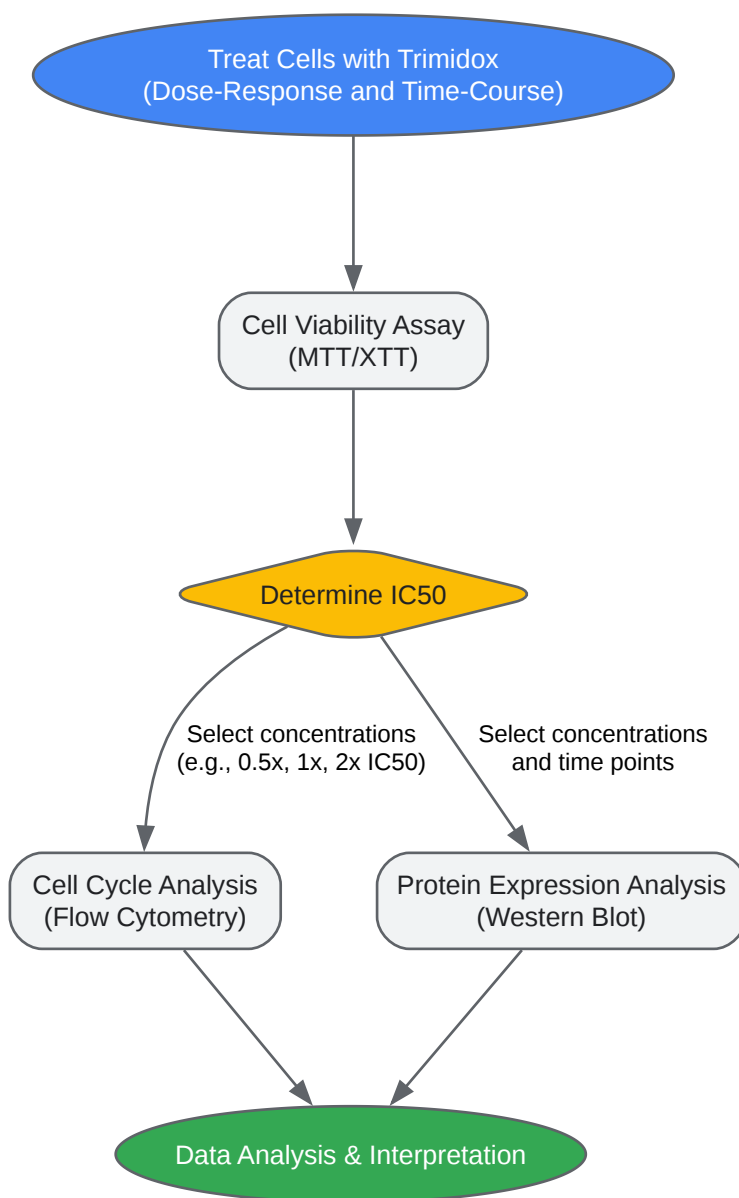 Treat Cells with Trimidox
(Dose-Response and Time-Course)
Cell Viability Assay
(MTT/XTT)
Determine IC50
Select concentrations
(e.g., 0.5x, 1x, 2x IC50)
Select concentrations
and time points
Cell Cycle Analysis
(Flow Cytometry)
Protein Expression Analysis
(Western Blot)
Data Analysis & Interpretation